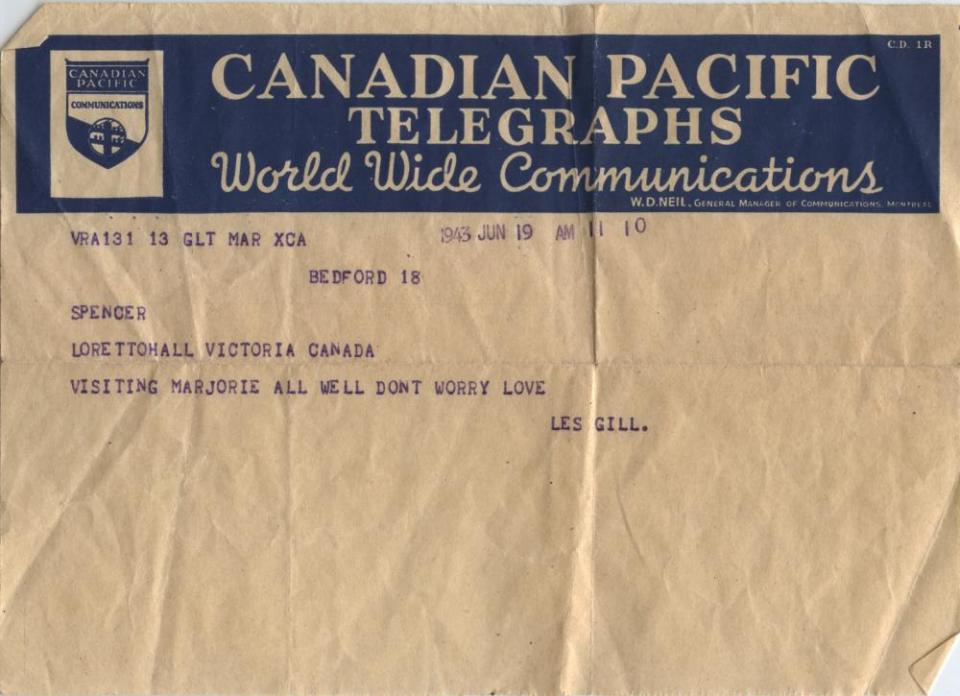 C.D. 1R
CANADIAN
PACIFIC
COMMUNICATIONS
CANADIAN PACIFIC
TELEGRAPHS
World Wide Communications
W.D. NEIL, GENERAL MANAGER OF COMMUNICATIONS, MONTREAL
VRA131 13 GLT MAR XCA 1943 JUN 19 AM 11 10
BEDFORD 18
SPENCER
LORETTOHALL VICTORIA CANADA
VISITING MARJORIE ALL WELL DONT WORRY LOVE
LES GILL.